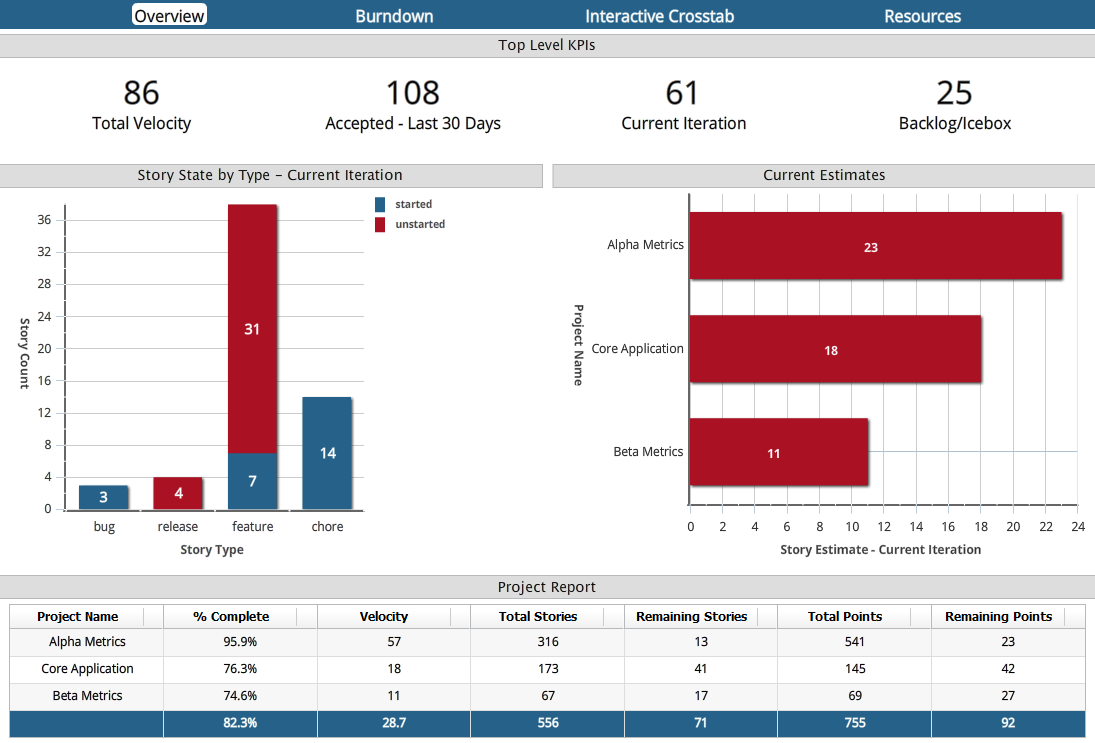 Overview Burndown Interactive Crosstab Resources
Top Level KPIs
86 108 61 25
Total Velocity Accepted - Last 30 Days Current Iteration Backlog/Icebox
Story State by Type – Current Iteration
started
unstarted
36
32
28
24
20
16
12
8
4
0
Story Count
31
14
7
3
4
bug release feature chore
Story Type
Current Estimates
Project Name
Alpha Metrics 23
Core Application 18
Beta Metrics 11
0 2 4 6 8 10 12 14 16 18 20 22 24
Story Estimate - Current Iteration
Project Report
Project Name % Complete Velocity Total Stories Remaining Stories Total Points Remaining Points
Alpha Metrics 95.9% 57 316 13 541 23
Core Application 76.3% 18 173 41 145 42
Beta Metrics 74.6% 11 67 17 69 27
82.3% 28.7 556 71 755 92